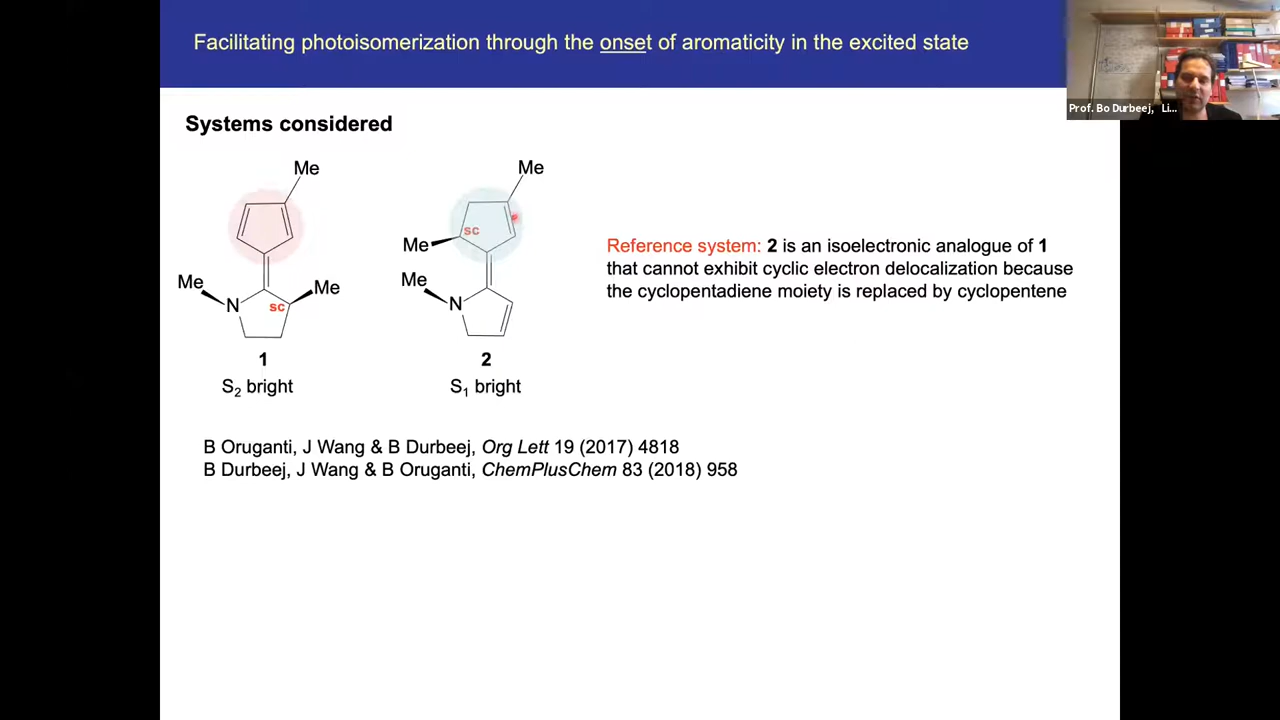 Facilitating photoisomerization through the onset of aromaticity in the excited state
Prof. Bo Durbeej, Li...
Systems considered
Me
Me
N
Me
sc
1
S₂ bright
Me
Me
sc
Me
N
2
S₁ bright
Reference system: 2 is an isoelectronic analogue of 1
that cannot exhibit cyclic electron delocalization because
the cyclopentadiene moiety is replaced by cyclopentene
B Oruganti, J Wang & B Durbeej, Org Lett 19 (2017) 4818
B Durbeej, J Wang & B Oruganti, ChemPlusChem 83 (2018) 958